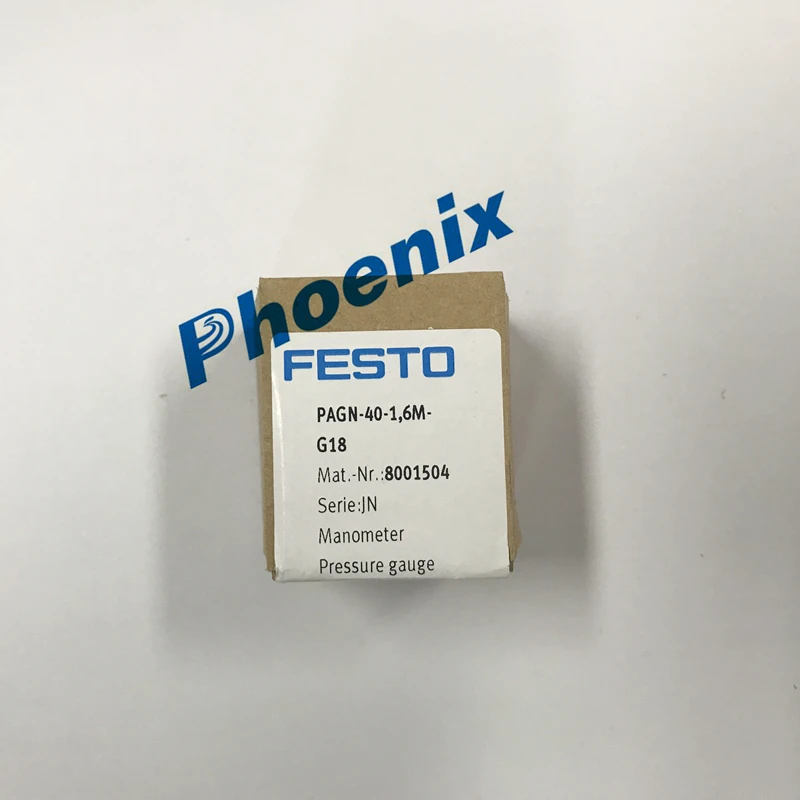 Phoenix
FESTO
PAGN-40-1,6M-
G18
Mat.-Nr.:8001504
Serie:JN
Manometer
Pressure gauge